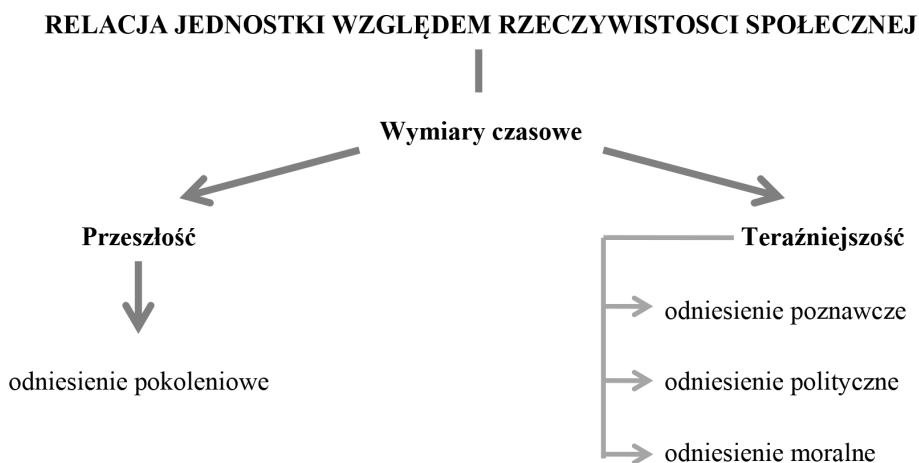 RELACJA JEDNOSTKI WZGLĘDEM RZECZYWISTOSCI SPOŁECZNEJ
Wymiary czasowe
Przeszłość
Teraźniejszość
odniesienie poznawcze
odniesienie pokoleniowe
odniesienie polityczne
odniesienie moralne